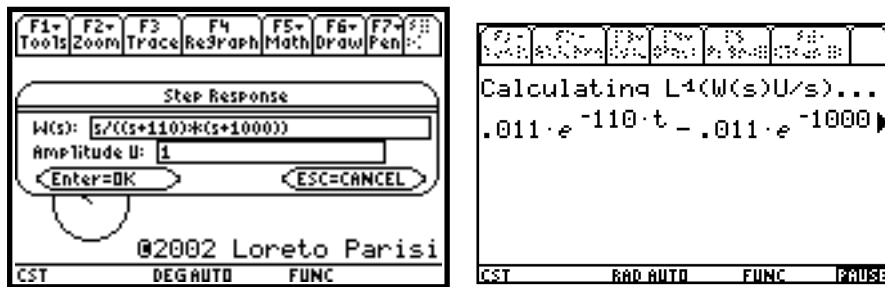 F1 F2 F3 F4 F5 F6 F7
Tools Zoom Trace ReGraph Math Draw Pen
Step Response
W(s): s/((s+110)*(s+1000))
Amplitude U: 1
Enter=OK ESC=CANCEL
©2002 Loreto Parisi
CST DEG AUTO FUNC
Calculating L⁻¹(W(s)U/s)...
.011·e^-110·t - .011·e^-1000
CST RAD AUTO FUNC PAUSE